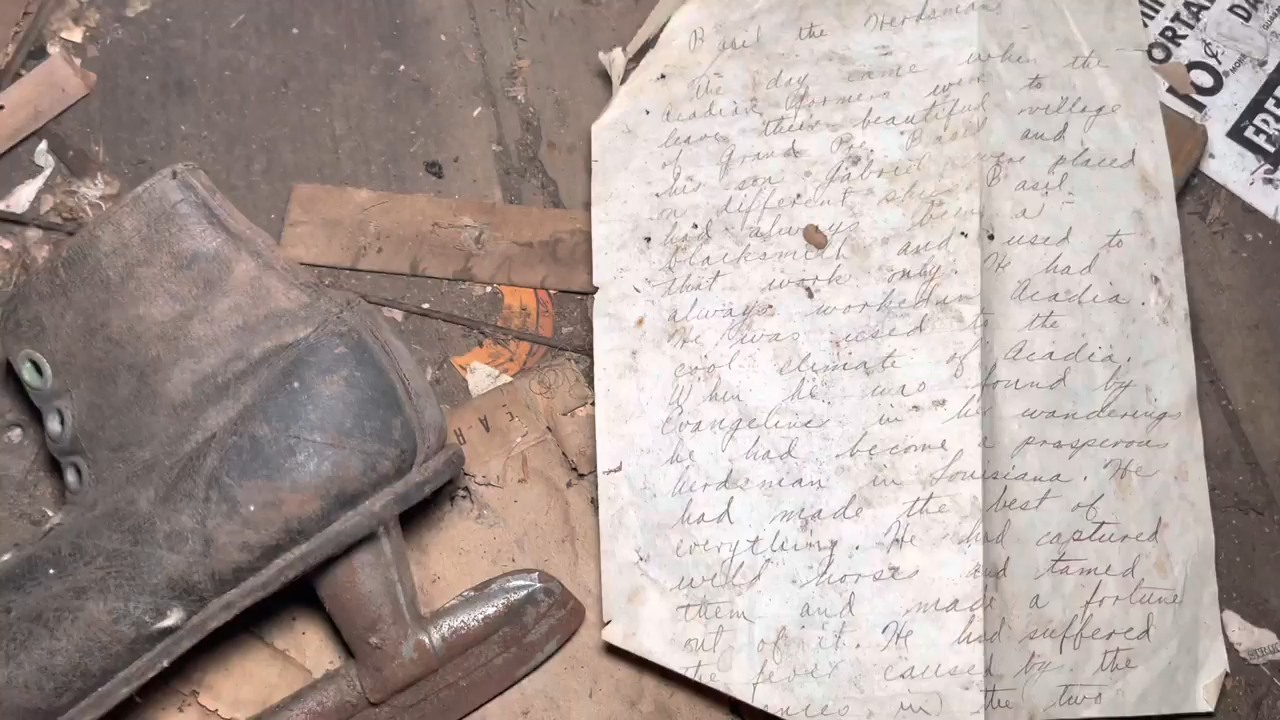 Basil the Herdsman
The day came when the
Acadian farmers were to
leave their beautiful village
of Grand Pre. Basil and
his son Gabriel were placed
on different ships. Basil
had always been a
blacksmith and used to
that work only. He had
always worked in Acadia.
He was used to the
cool climate of Acadia.
When he was found by
Evangeline in her wanderings
he had become a prosperous
herdsman in Louisiana. He
had made the best of
everything. He had captured
wild horses and tamed
them and made a fortune
out of it. He had suffered
the fever caused by the
in the two
ORTA
DA
10¢
FREE
T-A-R